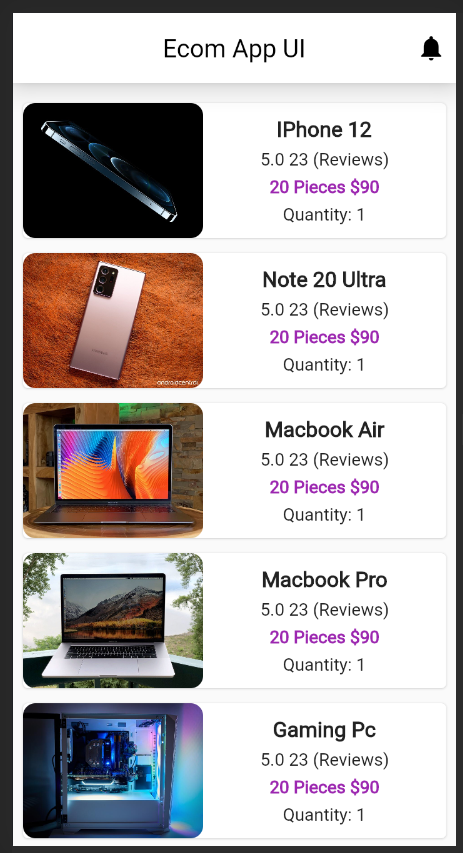 Ecom App UI
IPhone 12
5.0 23 (Reviews)
20 Pieces $90
Quantity: 1
Note 20 Ultra
5.0 23 (Reviews)
20 Pieces $90
Quantity: 1
androidcentral
Macbook Air
5.0 23 (Reviews)
20 Pieces $90
Quantity: 1
Macbook Pro
5.0 23 (Reviews)
20 Pieces $90
Quantity: 1
Gaming Pc
5.0 23 (Reviews)
20 Pieces $90
Quantity: 1